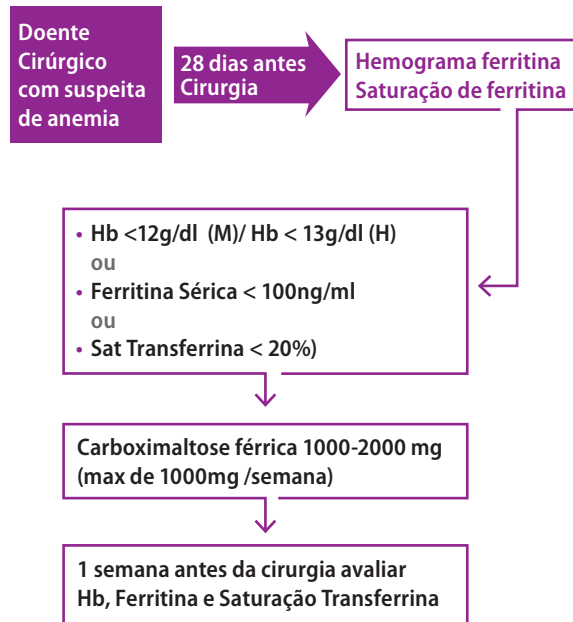 Doente
Cirúrgico
com suspeita
de anemia
28 dias antes
Cirurgia
Hemograma ferritina
Saturação de ferritina
• Hb <12g/dl (M)/ Hb < 13g/dl (H)
ou
• Ferritina Sérica < 100ng/ml
ou
• Sat Transferrina < 20%)
Carboximaltose férrica 1000-2000 mg
(max de 1000mg /semana)
1 semana antes da cirurgia avaliar
Hb, Ferritina e Saturação Transferrina